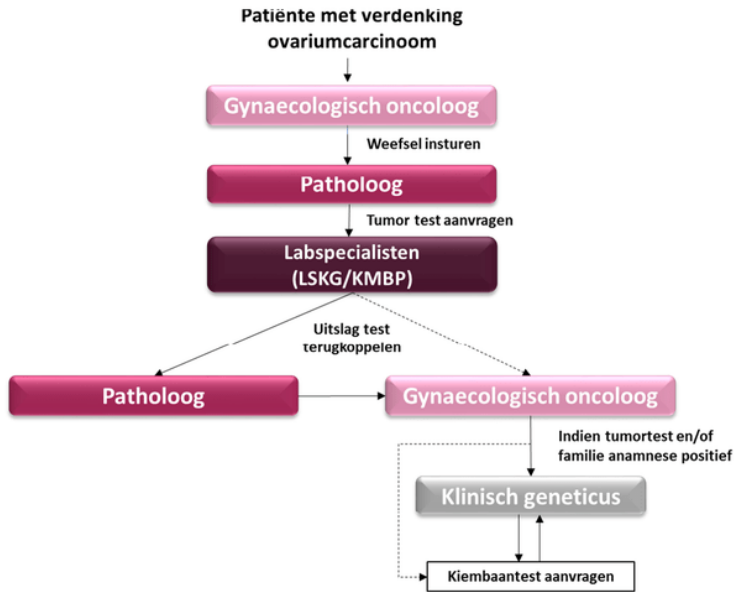 Patiënte met verdenking
ovariumcarcinoom
Gynaecologisch oncoloog
Weefsel insturen
Patholoog
Tumor test aanvragen
Labspecialisten
(LSKG/KMBP)
Uitslag test
terugkoppelen
Patholoog
Gynaecologisch oncoloog
Indien tumortest en/of
familie anamnese positief
Klinisch geneticus
Kiembaantest aanvragen